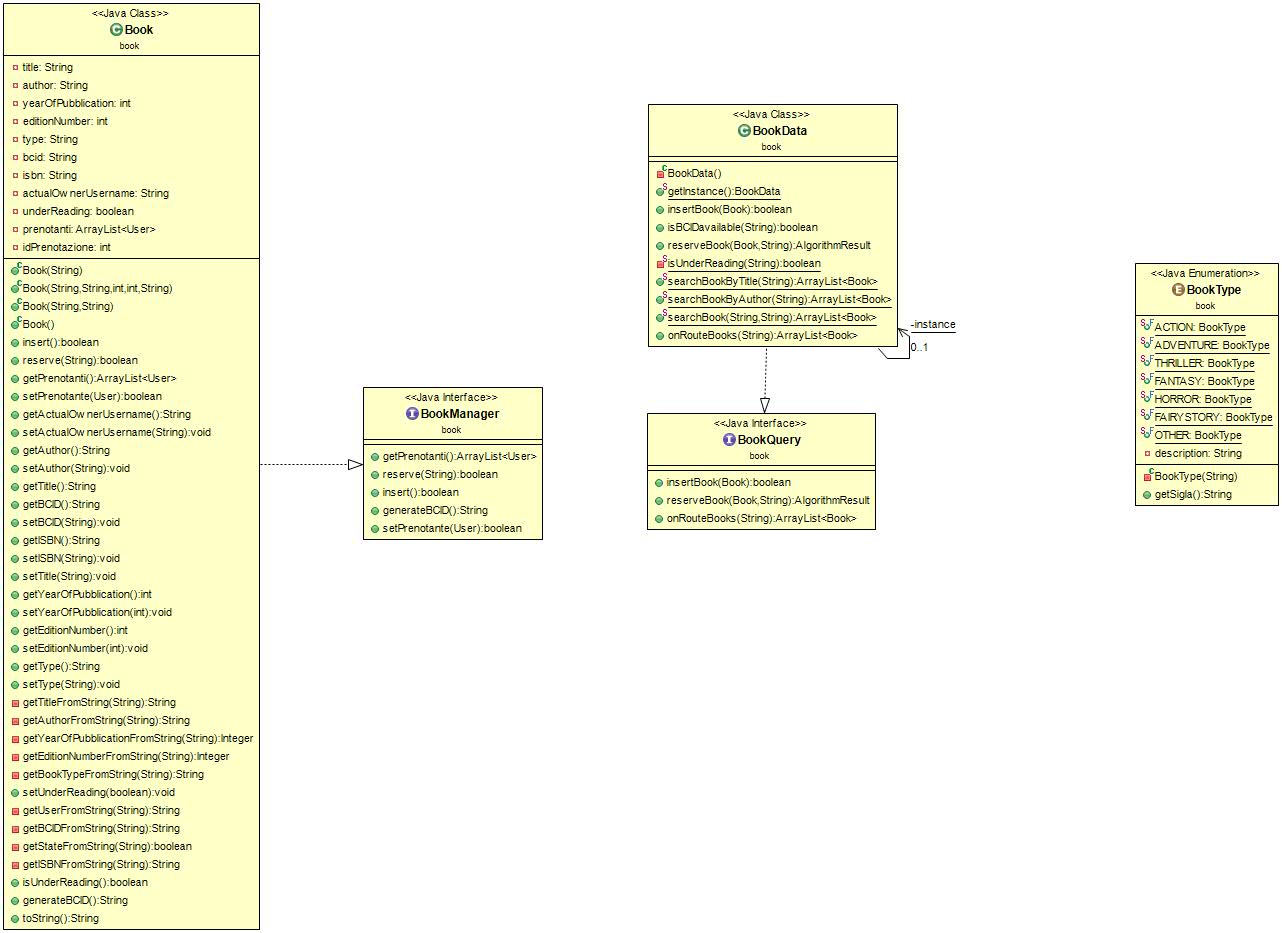 <<Java Class>>
Book
book
title: String
author: String
yearOfPubblication: int
editionNumber: int
type: String
bcid: String
isbn: String
actualOwnerUsername: String
underReading: boolean
prenotanti: ArrayList<User>
idPrenotazione: int
Book(String)
Book(String,String,int,int,String)
Book(String,String)
Book()
insert():boolean
reserve(String):boolean
getPrenotanti():ArrayList<User>
setPrenotante(User):boolean
getActualOwnerUsername():String
setActualOwnerUsername(String):void
getAuthor():String
setAuthor(String):void
getTitle():String
getBCID():String
setBCID(String):void
getISBN():String
setISBN(String):void
setTitle(String):void
getYearOfPubblication():int
setYearOfPubblication(int):void
getEditionNumber():int
setEditionNumber(int):void
getType():String
setType(String):void
getTitleFromString(String):String
getAuthorFromString(String):String
getYearOfPubblicationFromString(String):Integer
getEditionNumberFromString(String):Integer
getBookTypeFromString(String):String
setUnderReading(boolean):void
getUserFromString(String):String
getBCIDFromString(String):String
getStateFromString(String):boolean
getISBNFromString(String):String
isUnderReading():boolean
generateBCID():String
toString():String
<<Java Interface>>
BookManager
book
getPrenotanti():ArrayList<User>
reserve(String):boolean
insert():boolean
generateBCID():String
setPrenotante(User):boolean
<<Java Class>>
BookData
book
BookData()
getInstance():BookData
insertBook(Book):boolean
isBCIDavailable(String):boolean
reserveBook(Book,String):AlgorithmResult
isUnderReading(String):boolean
searchBookByTitle(String):ArrayList<Book>
searchBookByAuthor(String):ArrayList<Book>
searchBook(String,String):ArrayList<Book>
onRouteBooks(String):ArrayList<Book>
-instance
0..1
<<Java Interface>>
BookQuery
book
insertBook(Book):boolean
reserveBook(Book,String):AlgorithmResult
onRouteBooks(String):ArrayList<Book>
<<Java Enumeration>>
BookType
book
ACTION: BookType
ADVENTURE: BookType
THRILLER: BookType
FANTASY: BookType
HORROR: BookType
FAIRYSTORY: BookType
OTHER: BookType
description: String
BookType(String)
getSigla():String